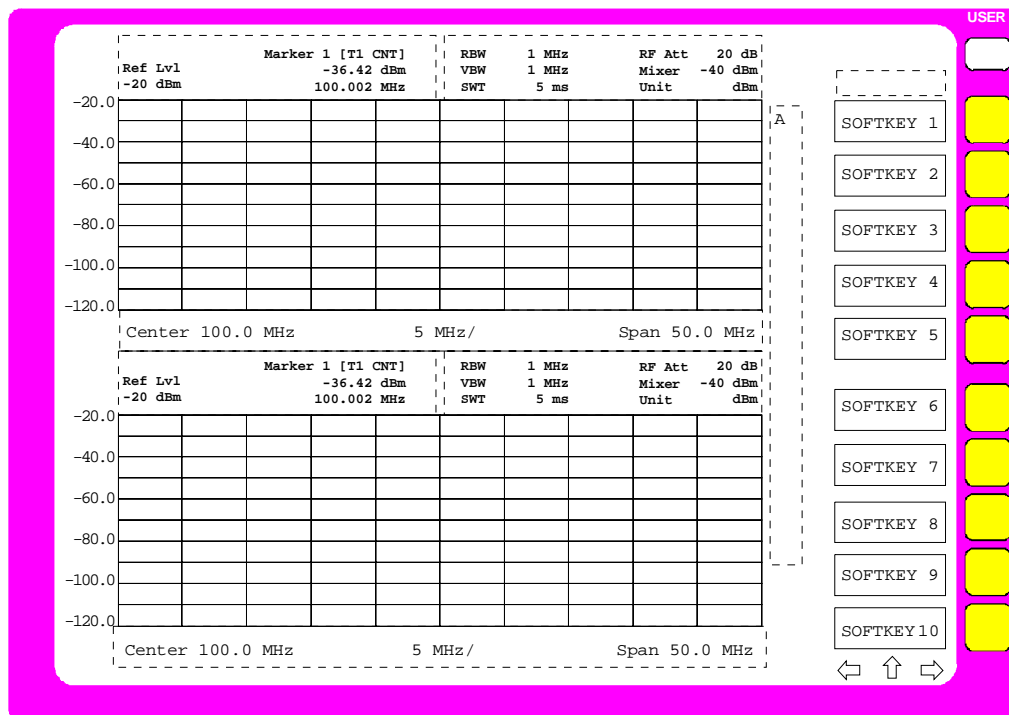 USER
Marker 1 [T1 CNT] RBW 1 MHz RF Att 20 dB
Ref Lvl -36.42 dBm VBW 1 MHz Mixer -40 dBm
-20 dBm 100.002 MHz SWT 5 ms Unit dBm
-20.0
-40.0
-60.0
-80.0
-100.0
-120.0
Center 100.0 MHz 5 MHz/ Span 50.0 MHz
Marker 1 [T1 CNT] RBW 1 MHz RF Att 20 dB
Ref Lvl -36.42 dBm VBW 1 MHz Mixer -40 dBm
-20 dBm 100.002 MHz SWT 5 ms Unit dBm
-20.0
-40.0
-60.0
-80.0
-100.0
-120.0
Center 100.0 MHz 5 MHz/ Span 50.0 MHz
A
SOFTKEY 1
SOFTKEY 2
SOFTKEY 3
SOFTKEY 4
SOFTKEY 5
SOFTKEY 6
SOFTKEY 7
SOFTKEY 8
SOFTKEY 9
SOFTKEY 10